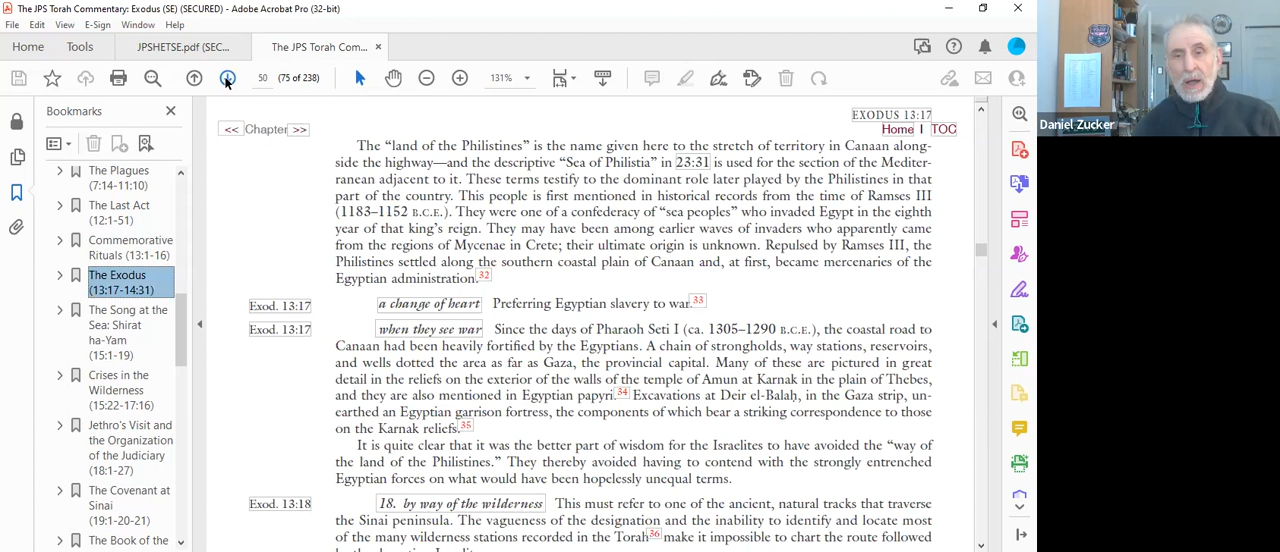 The JPS Torah Commentary: Exodus (SE) (SECURED) - Adobe Acrobat Pro (32-bit)
File Edit View E-Sign Window Help
Home Tools JPSHETSE.pdf (SEC... The JPS Torah Com... ×
50 (75 of 238) 131%
Bookmarks
The Plagues
(7:14-11:10)
The Last Act
(12:1-51)
Commemorative
Rituals (13:1-16)
The Exodus
(13:17-14:31)
The Song at the
Sea: Shirat
ha-Yam
(15:1-19)
Crises in the
Wilderness
(15:22-17:16)
Jethro's Visit and
the Organization
of the Judiciary
(18:1-27)
The Covenant at
Sinai
(19:1-20-21)
The Book of the
EXODUS 13:17
<< Chapter >>
Home I TOC
The “land of the Philistines” is the name given here to the stretch of territory in Canaan along-
side the highway—and the descriptive “Sea of Philistia” in 23:31 is used for the section of the Mediter-
ranean adjacent to it. These terms testify to the dominant role later played by the Philistines in that
part of the country. This people is first mentioned in historical records from the time of Ramses III
(1183–1152 B.C.E.). They were one of a confederacy of “sea peoples” who invaded Egypt in the eighth
year of that king’s reign. They may have been among earlier waves of invaders who apparently came
from the regions of Mycenae in Crete; their ultimate origin is unknown. Repulsed by Ramses III, the
Philistines settled along the southern coastal plain of Canaan and, at first, became mercenaries of the
Egyptian administration.32
Exod. 13:17 a change of heart Preferring Egyptian slavery to war.33
Exod. 13:17 when they see war Since the days of Pharaoh Seti I (ca. 1305–1290 B.C.E.), the coastal road to
Canaan had been heavily fortified by the Egyptians. A chain of strongholds, way stations, reservoirs,
and wells dotted the area as far as Gaza, the provincial capital. Many of these are pictured in great
detail in the reliefs on the exterior of the walls of the temple of Amun at Karnak in the plain of Thebes,
and they are also mentioned in Egyptian papyri.34 Excavations at Deir el-Balaḥ, in the Gaza strip, un-
earthed an Egyptian garrison fortress, the components of which bear a striking correspondence to those
on the Karnak reliefs.35
It is quite clear that it was the better part of wisdom for the Israelites to have avoided the “way of
the land of the Philistines.” They thereby avoided having to contend with the strongly entrenched
Egyptian forces on what would have been hopelessly unequal terms.
Exod. 13:18 18. by way of the wilderness This must refer to one of the ancient, natural tracks that traverse
the Sinai peninsula. The vagueness of the designation and the inability to identify and locate most
of the many wilderness stations recorded in the Torah36 make it impossible to chart the route followed
Daniel Zucker